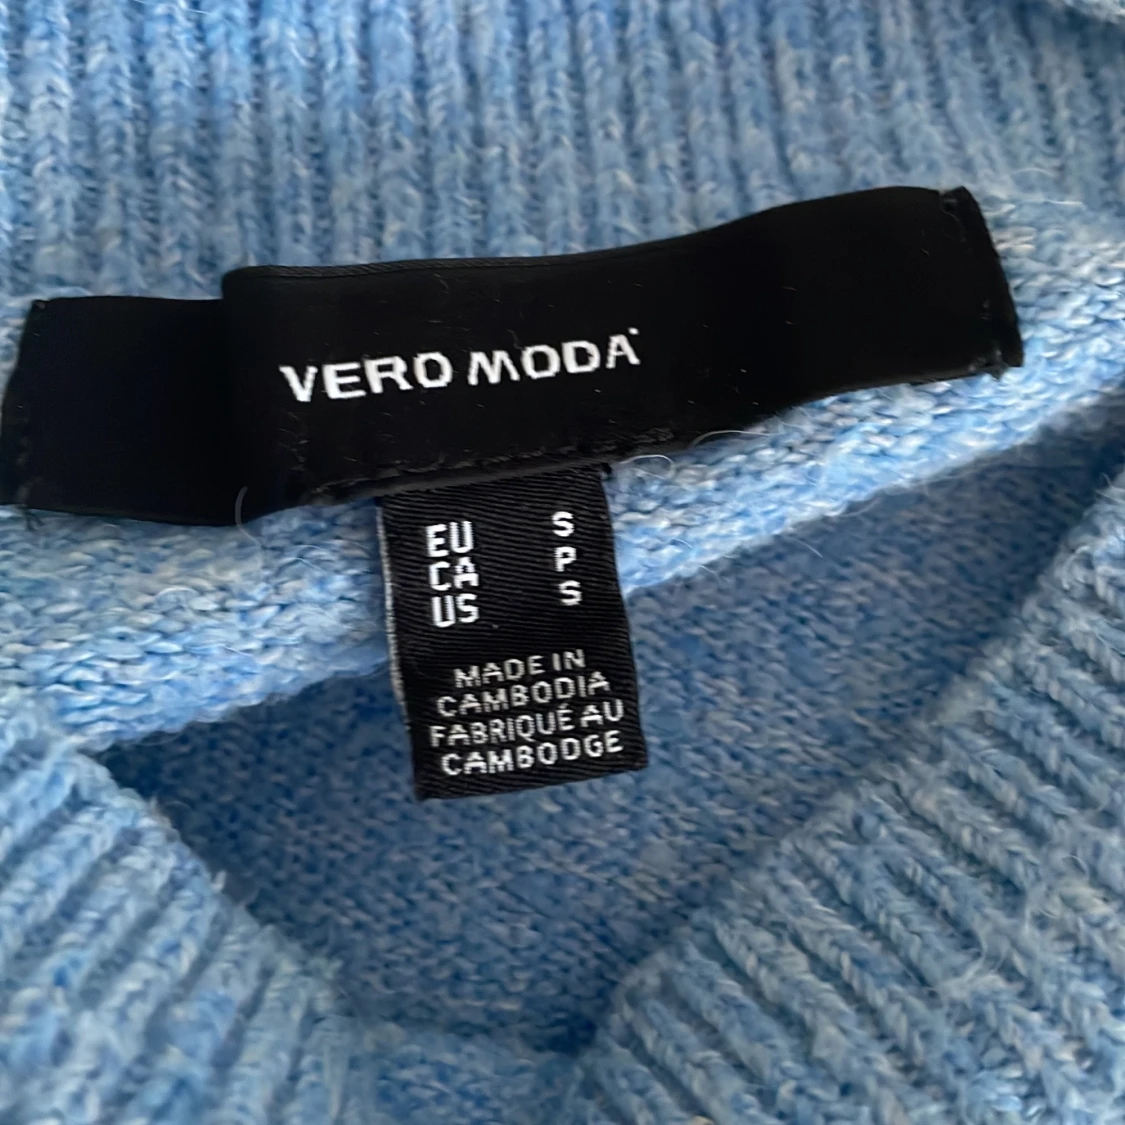 VERO MODA
EU S
CA P
US S
MADE IN
CAMBODIA
FABRIQUÉ AU
CAMBODGE